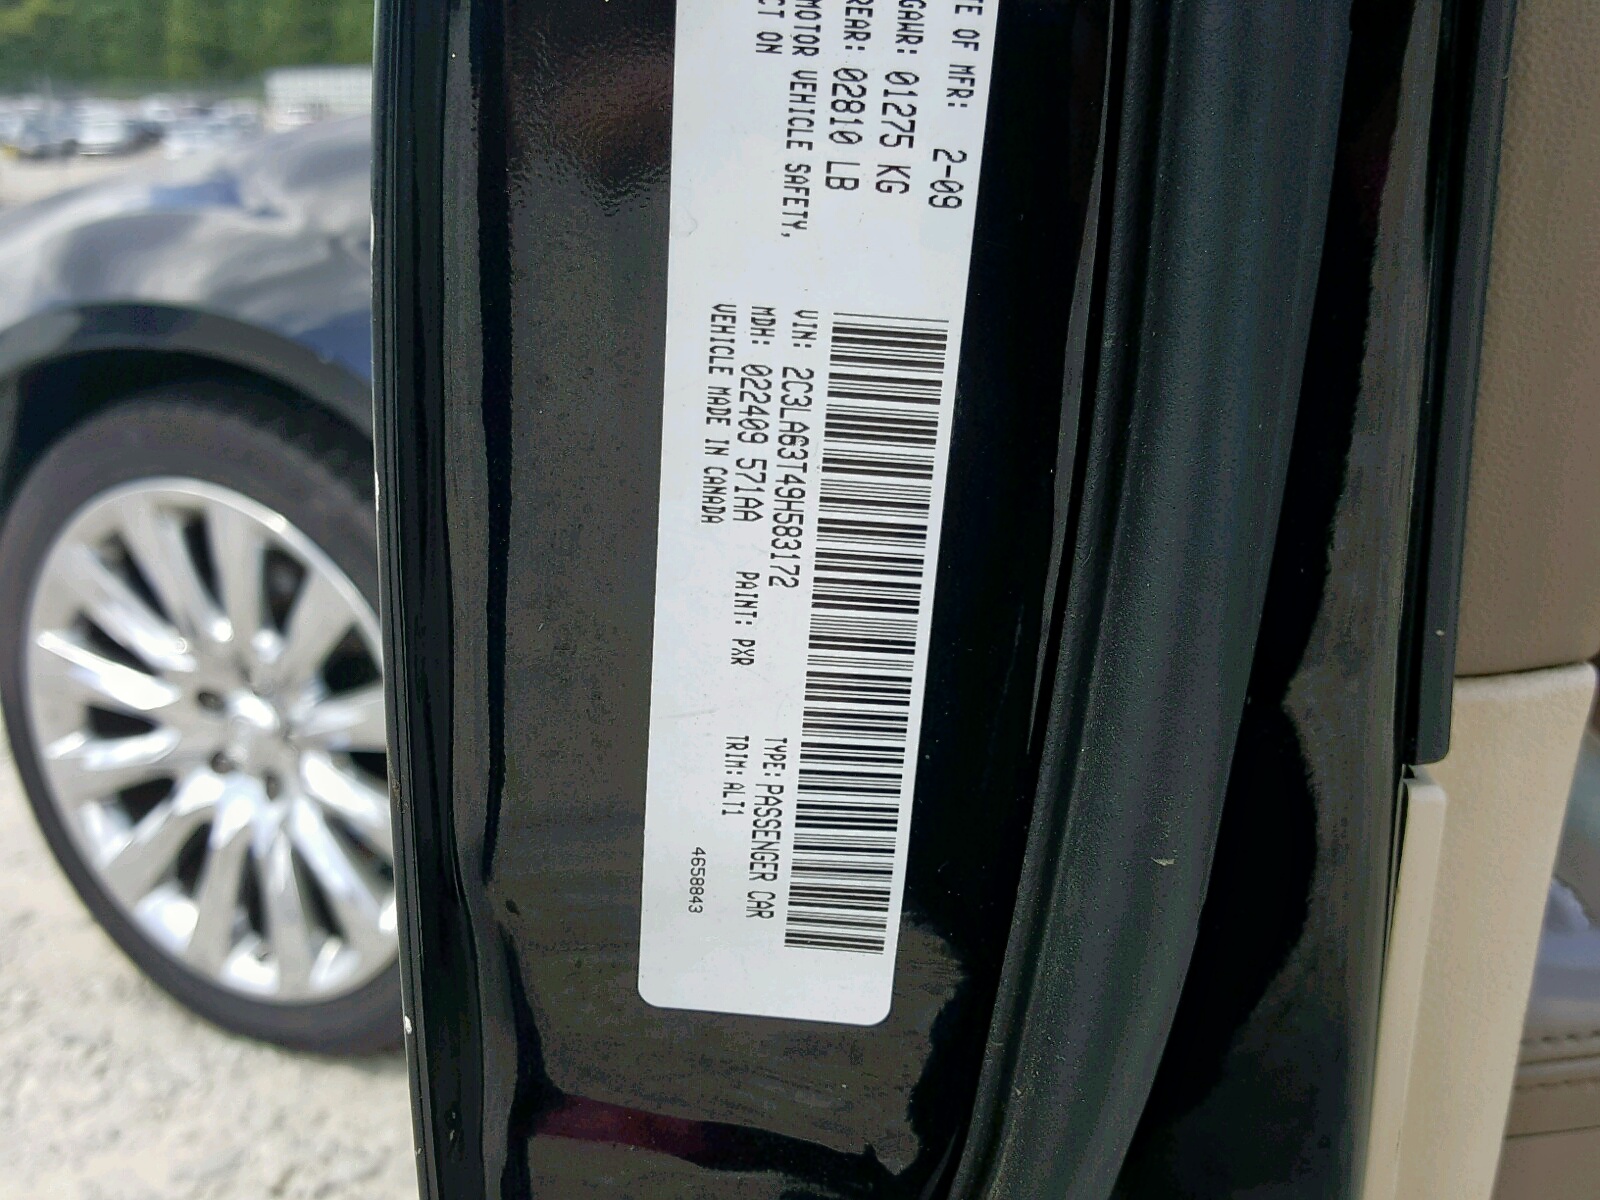 TE OF MFR: 2-09
GAWR: 01275 KG
REAR: 02810 LB
MOTOR VEHICLE SAFETY,
CT ON
VIN: 2C3LA63T49H583172 TYPE: PASSENGER CAR
MDH: 022409 571AA PAINT: PXR TRIM: ALT1
VEHICLE MADE IN CANADA
4658843